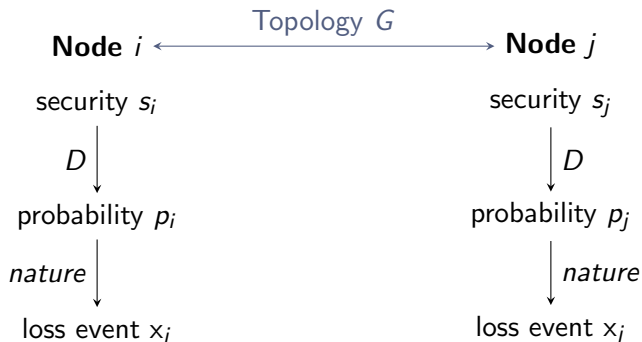 Topology G
Node i
Node j
security s_i
security s_j
D
D
probability p_i
probability p_j
nature
nature
loss event x_i
loss event x_j